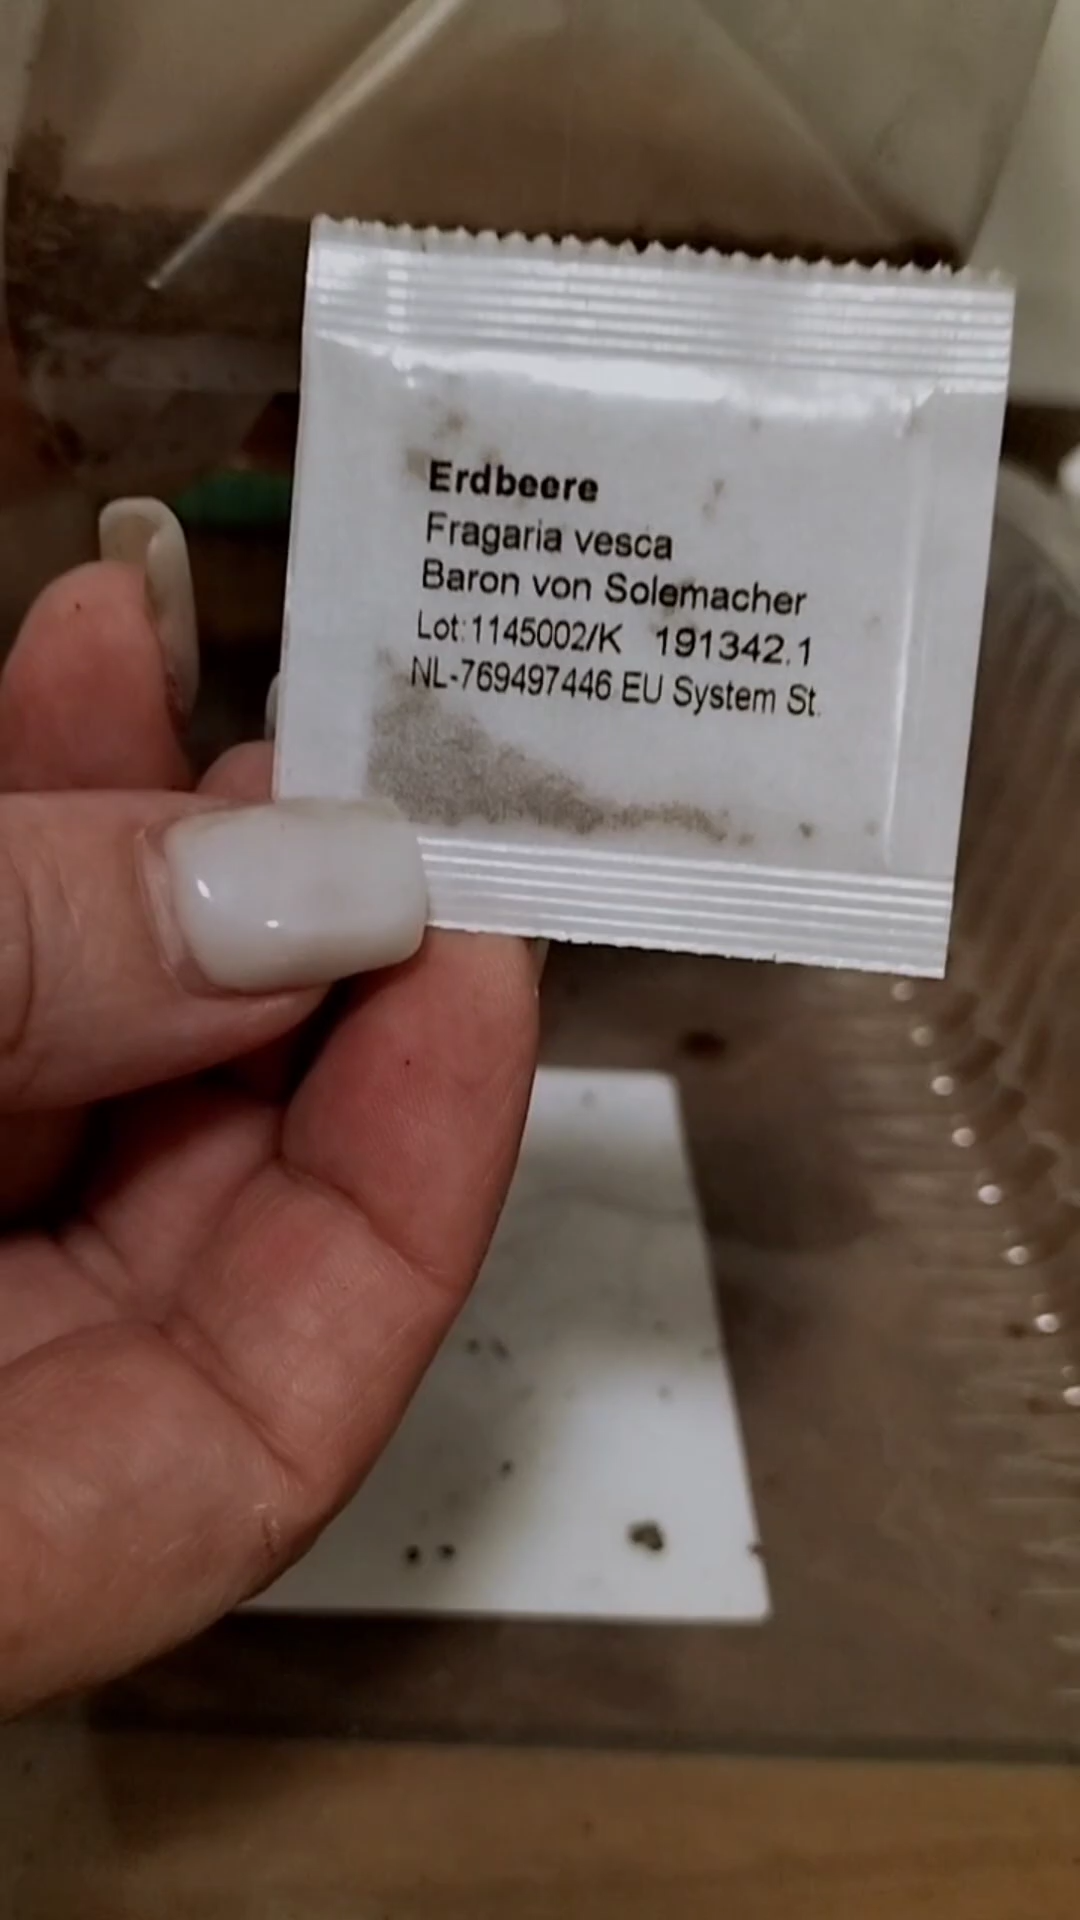 Erdbeere
Fragaria vesca
Baron von Solemacher
Lot:1145002/K 191342.1
NL-769497446 EU System St.